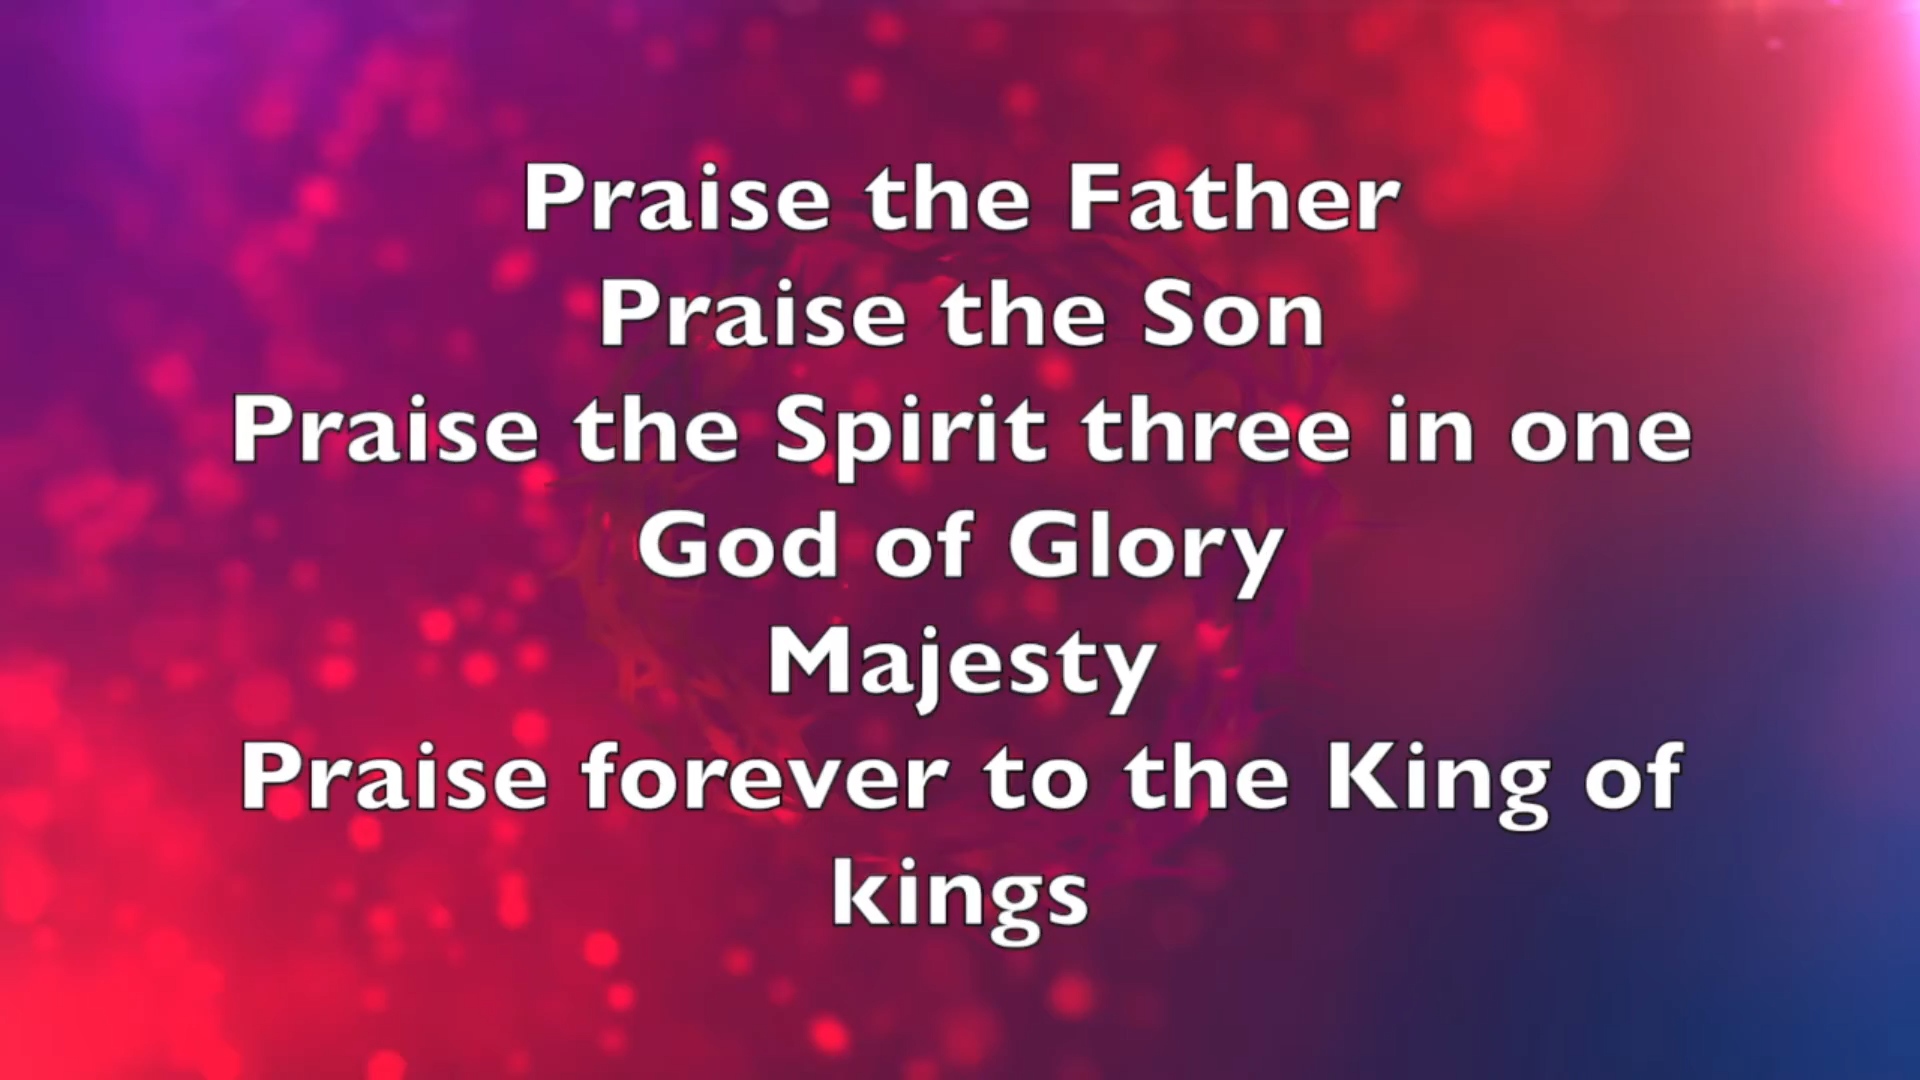 Praise the Father
Praise the Son
Praise the Spirit three in one
God of Glory
Majesty
Praise forever to the King of
kings